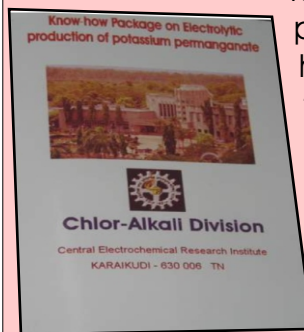 Know-how Package on Electrolytic
production of potassium permanganate
Chlor-Alkali Division
Central Electrochemical Research Institute
KARAIKUDI - 630 006 TN